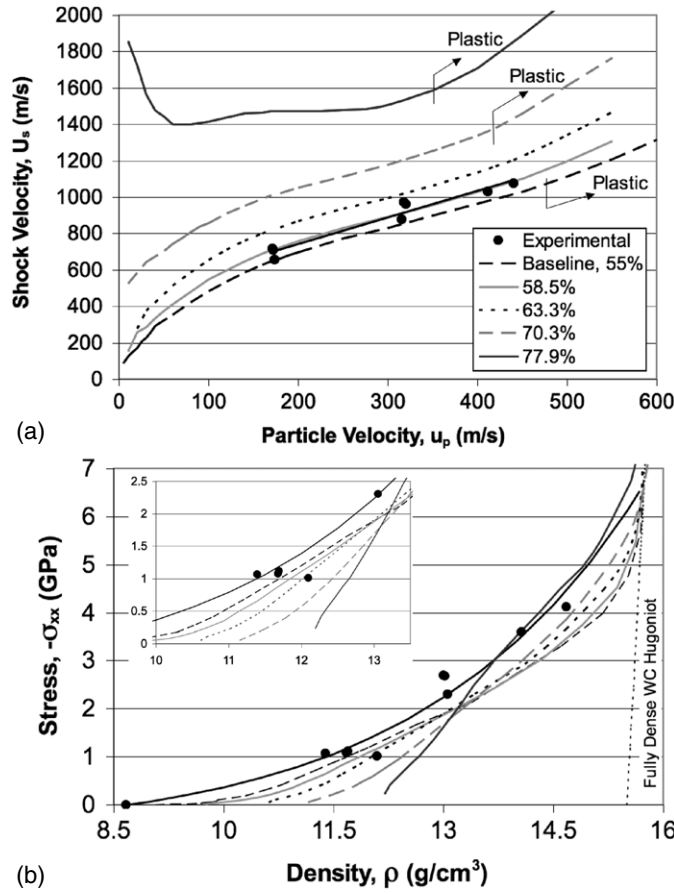 2000
1800
1600
1400
1200
1000
800
600
400
200
0
Shock Velocity, Us (m/s)
Plastic
Plastic
Plastic
Experimental
Baseline, 55%
58.5%
63.3%
70.3%
77.9%
0 100 200 300 400 500 600
(a) Particle Velocity, up (m/s)
7
6
5
4
3
2
1
0
Stress, -σxx (GPa)
2.5
2
1.5
1
0.5
0
10 11 12 13
Fully Dense WC Hugoniot
8.5 10 11.5 13 14.5 16
(b) Density, ρ (g/cm³)